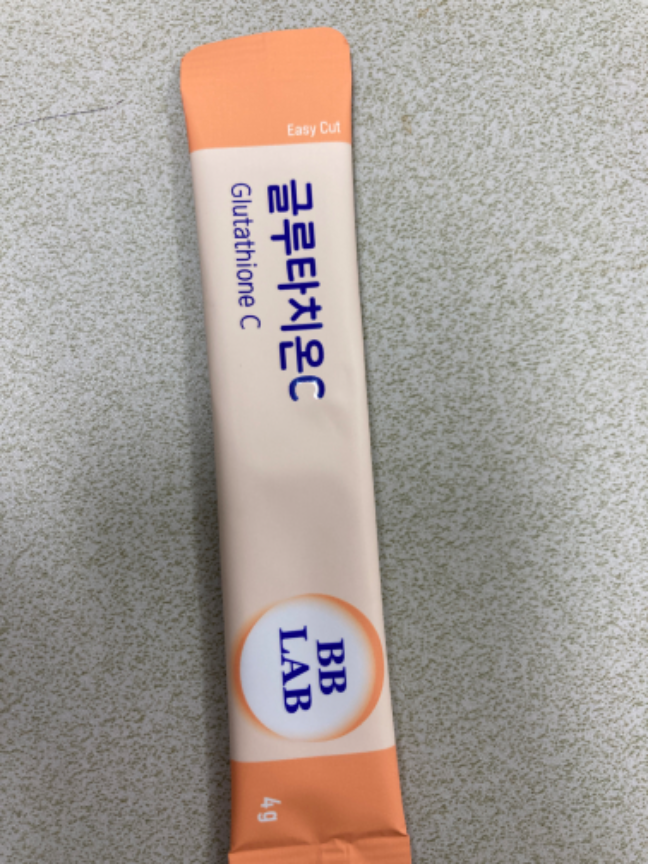 Easy Cut
글루타치온C
Glutathione C
BB
LAB
4g